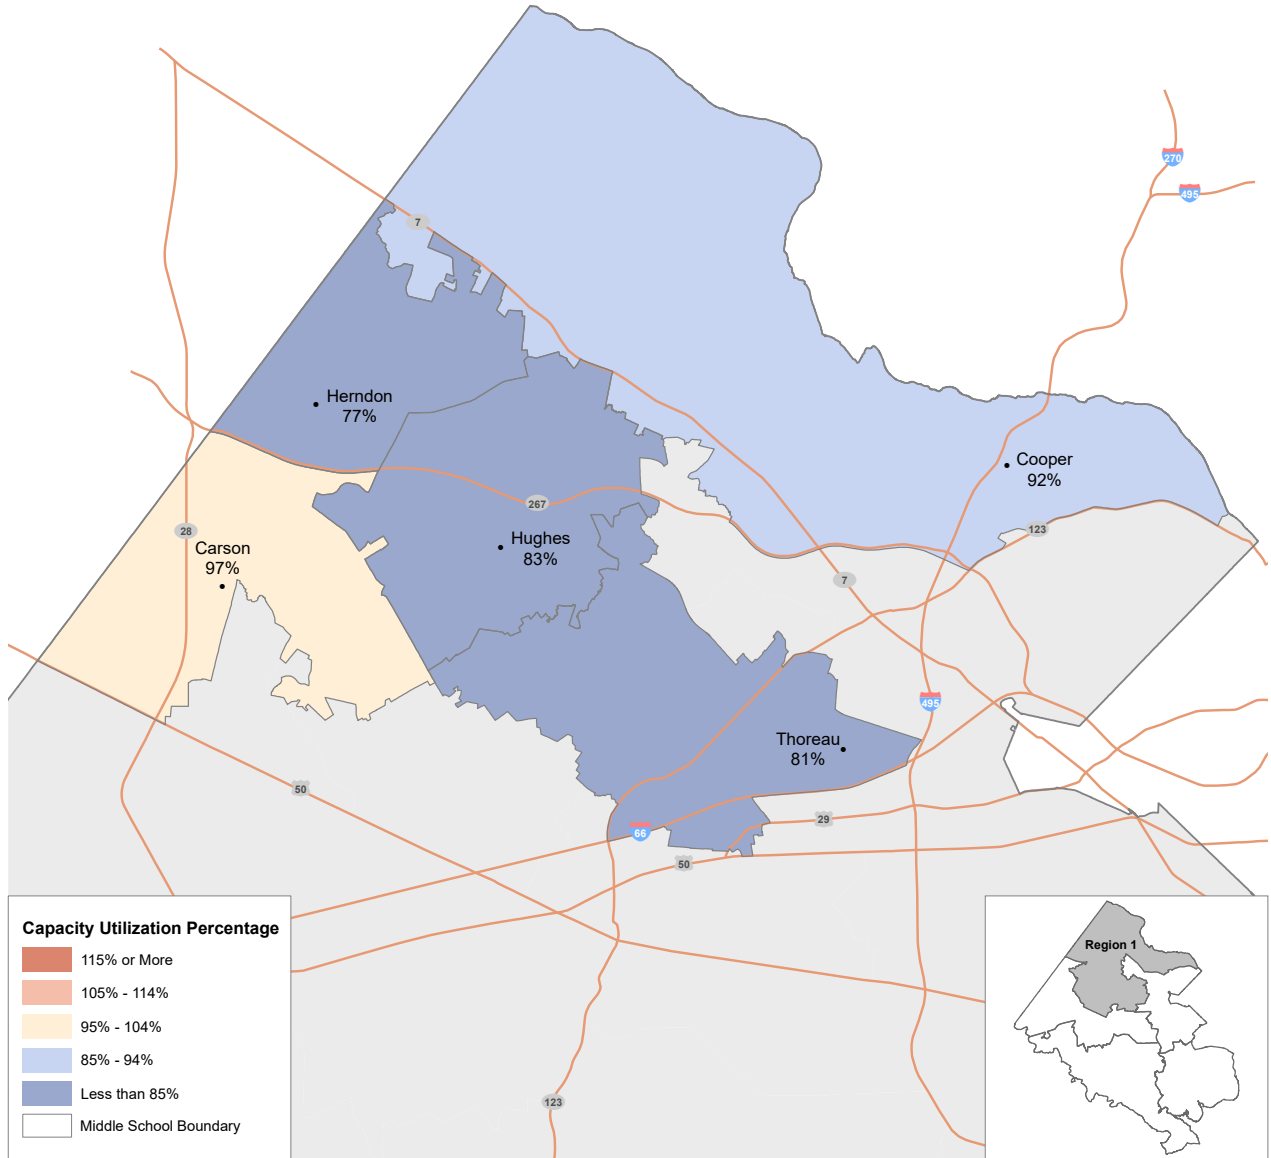 270
495
7
Herndon
77%
Cooper
92%
267
28
123
Hughes
83%
Carson
97%
7
495
Thoreau
81%
50
29
66
50
Capacity Utilization Percentage
115% or More
105% - 114%
95% - 104%
85% - 94%
Less than 85%
Middle School Boundary
123
Region 1